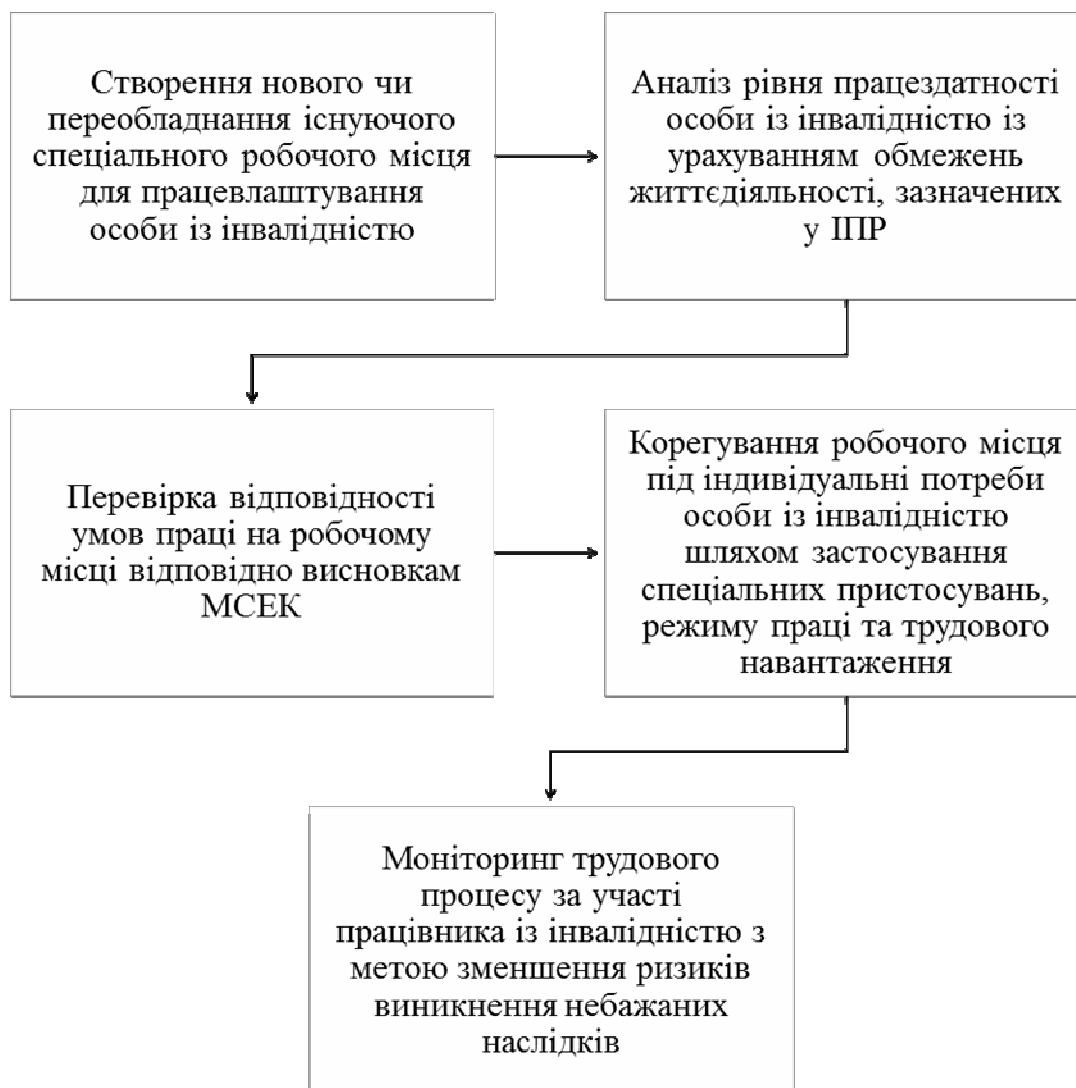 Створення нового чи
переобладнання існуючого
спеціального робочого місця
для працевлаштування
особи із інвалідністю
Аналіз рівня працездатності
особи із інвалідністю із
урахуванням обмежень
життєдіяльності, зазначених
у ІПР
Перевірка відповідності
умов праці на робочому
місці відповідно висновкам
МСЕК
Корегування робочого місця
під індивідуальні потреби
особи із інвалідністю
шляхом застосування
спеціальних пристосувань,
режиму праці та трудового
навантаження
Моніторинг трудового
процесу за участі
працівника із інвалідністю з
метою зменшення ризиків
виникнення небажаних
наслідків